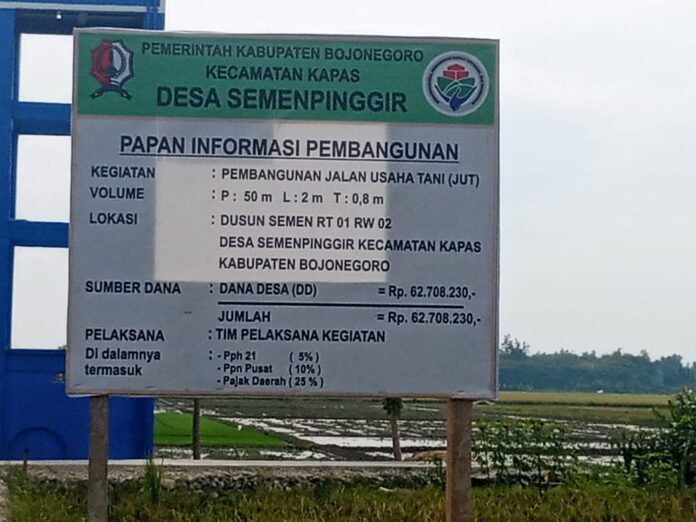 PEMERINTAH KABUPATEN BOJONEGORO
KECAMATAN KAPAS
DESA SEMENPINGGIR
PAPAN INFORMASI PEMBANGUNAN
KEGIATAN : PEMBANGUNAN JALAN USAHA TANI (JUT)
VOLUME : P : 50 m L : 2 m T : 0,8 m
LOKASI : DUSUN SEMEN RT 01 RW 02
DESA SEMENPINGGIR KECAMATAN KAPAS
KABUPATEN BOJONEGORO
SUMBER DANA : DANA DESA (DD) = Rp. 62.708.230,-
JUMLAH = Rp. 62.708.230,-
PELAKSANA : TIM PELAKSANA KEGIATAN
Di dalamnya : - Pph 21 ( 5%)
termasuk - Ppn Pusat (10%)
- Pajak Daerah ( 25 %)